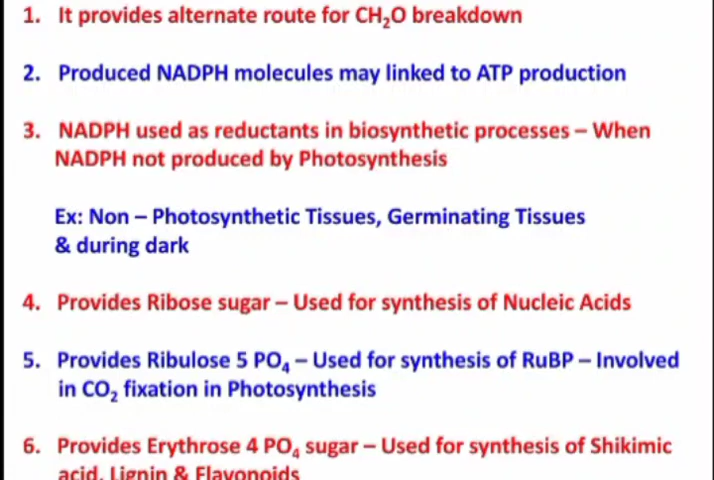 1. It provides alternate route for CH₂O breakdown
2. Produced NADPH molecules may linked to ATP production
3. NADPH used as reductants in biosynthetic processes – When
NADPH not produced by Photosynthesis
Ex: Non – Photosynthetic Tissues, Germinating Tissues
& during dark
4. Provides Ribose sugar – Used for synthesis of Nucleic Acids
5. Provides Ribulose 5 PO₄ – Used for synthesis of RuBP – Involved
in CO₂ fixation in Photosynthesis
6. Provides Erythrose 4 PO₄ sugar – Used for synthesis of Shikimic
acid, Lignin & Flavonoids